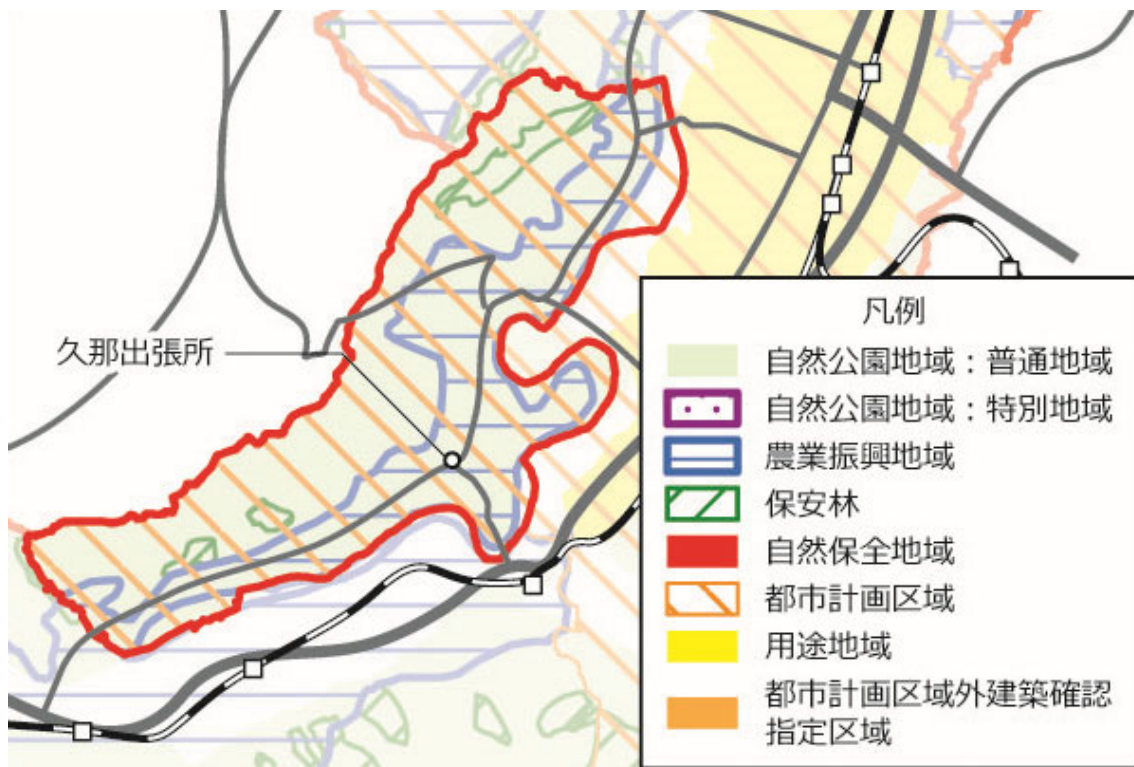 久那出張所
凡例
自然公園地域：普通地域
自然公園地域：特別地域
農業振興地域
保安林
自然保全地域
都市計画区域
用途地域
都市計画区域外建築確認
指定区域